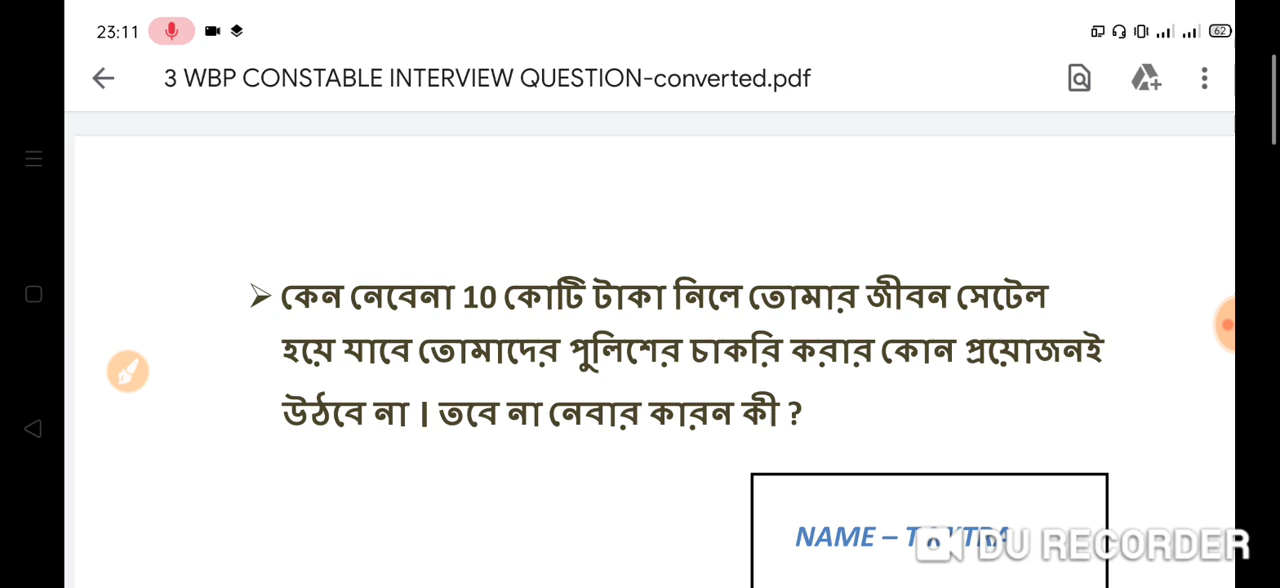 23:11
62
3 WBP CONSTABLE INTERVIEW QUESTION-converted.pdf
➢ কেন নেবেনা 10 কোটি টাকা নিলে তোমার জীবন সেটেল
হয়ে যাবে তোমাদের পুলিশের চাকরি করার কোন প্রয়োজনই
উঠবে না । তবে না নেবার কারন কী ?
NAME –
DU RECORDER